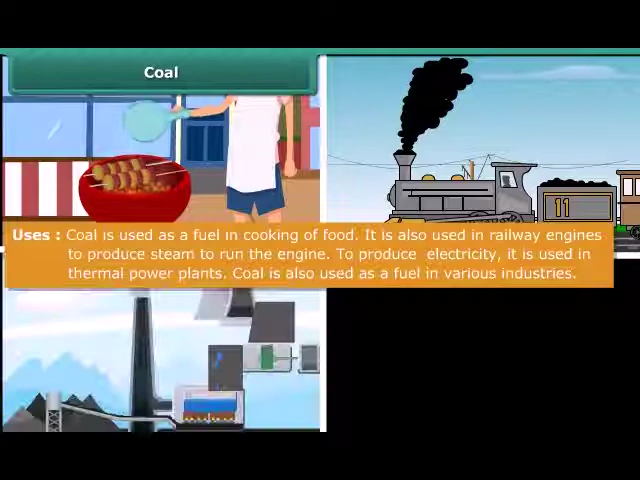 Coal
11
Uses : Coal is used as a fuel in cooking of food. It is also used in railway engines
to produce steam to run the engine. To produce electricity, it is used in
thermal power plants. Coal is also used as a fuel in various industries.